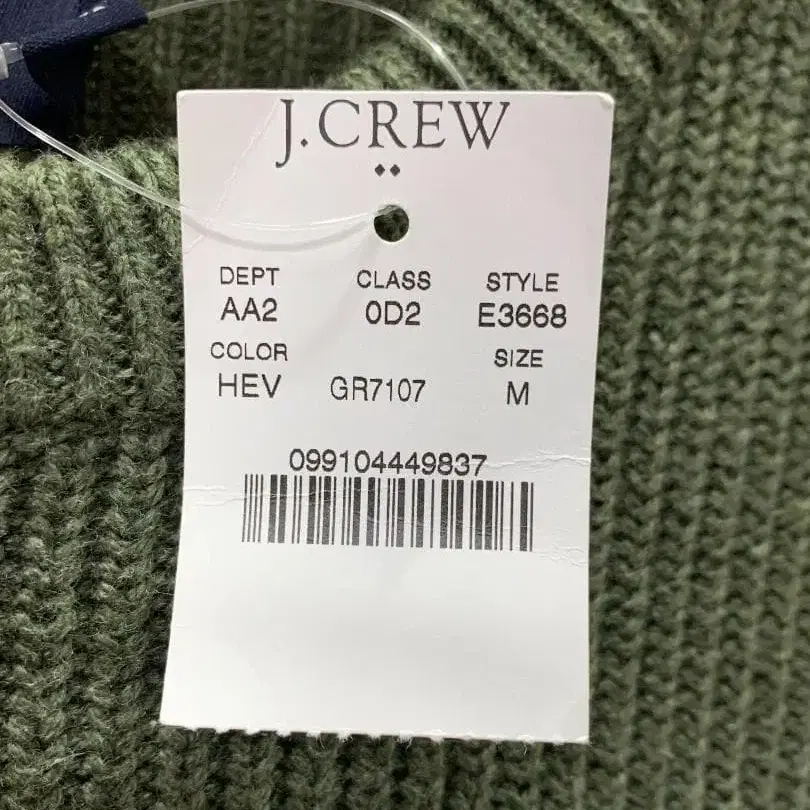 J.CREW
DEPT CLASS STYLE
AA2 0D2 E3668
COLOR SIZE
HEV GR7107 M
099104449837